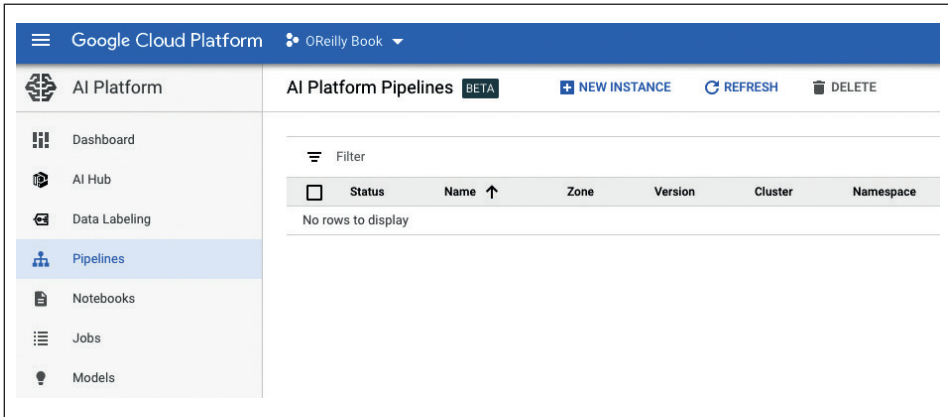 Google Cloud Platform OReilly Book
AI Platform
AI Platform Pipelines BETA NEW INSTANCE REFRESH DELETE
Dashboard
AI Hub
Data Labeling
Pipelines
Notebooks
Jobs
Models
Filter
Status Name Zone Version Cluster Namespace
No rows to display